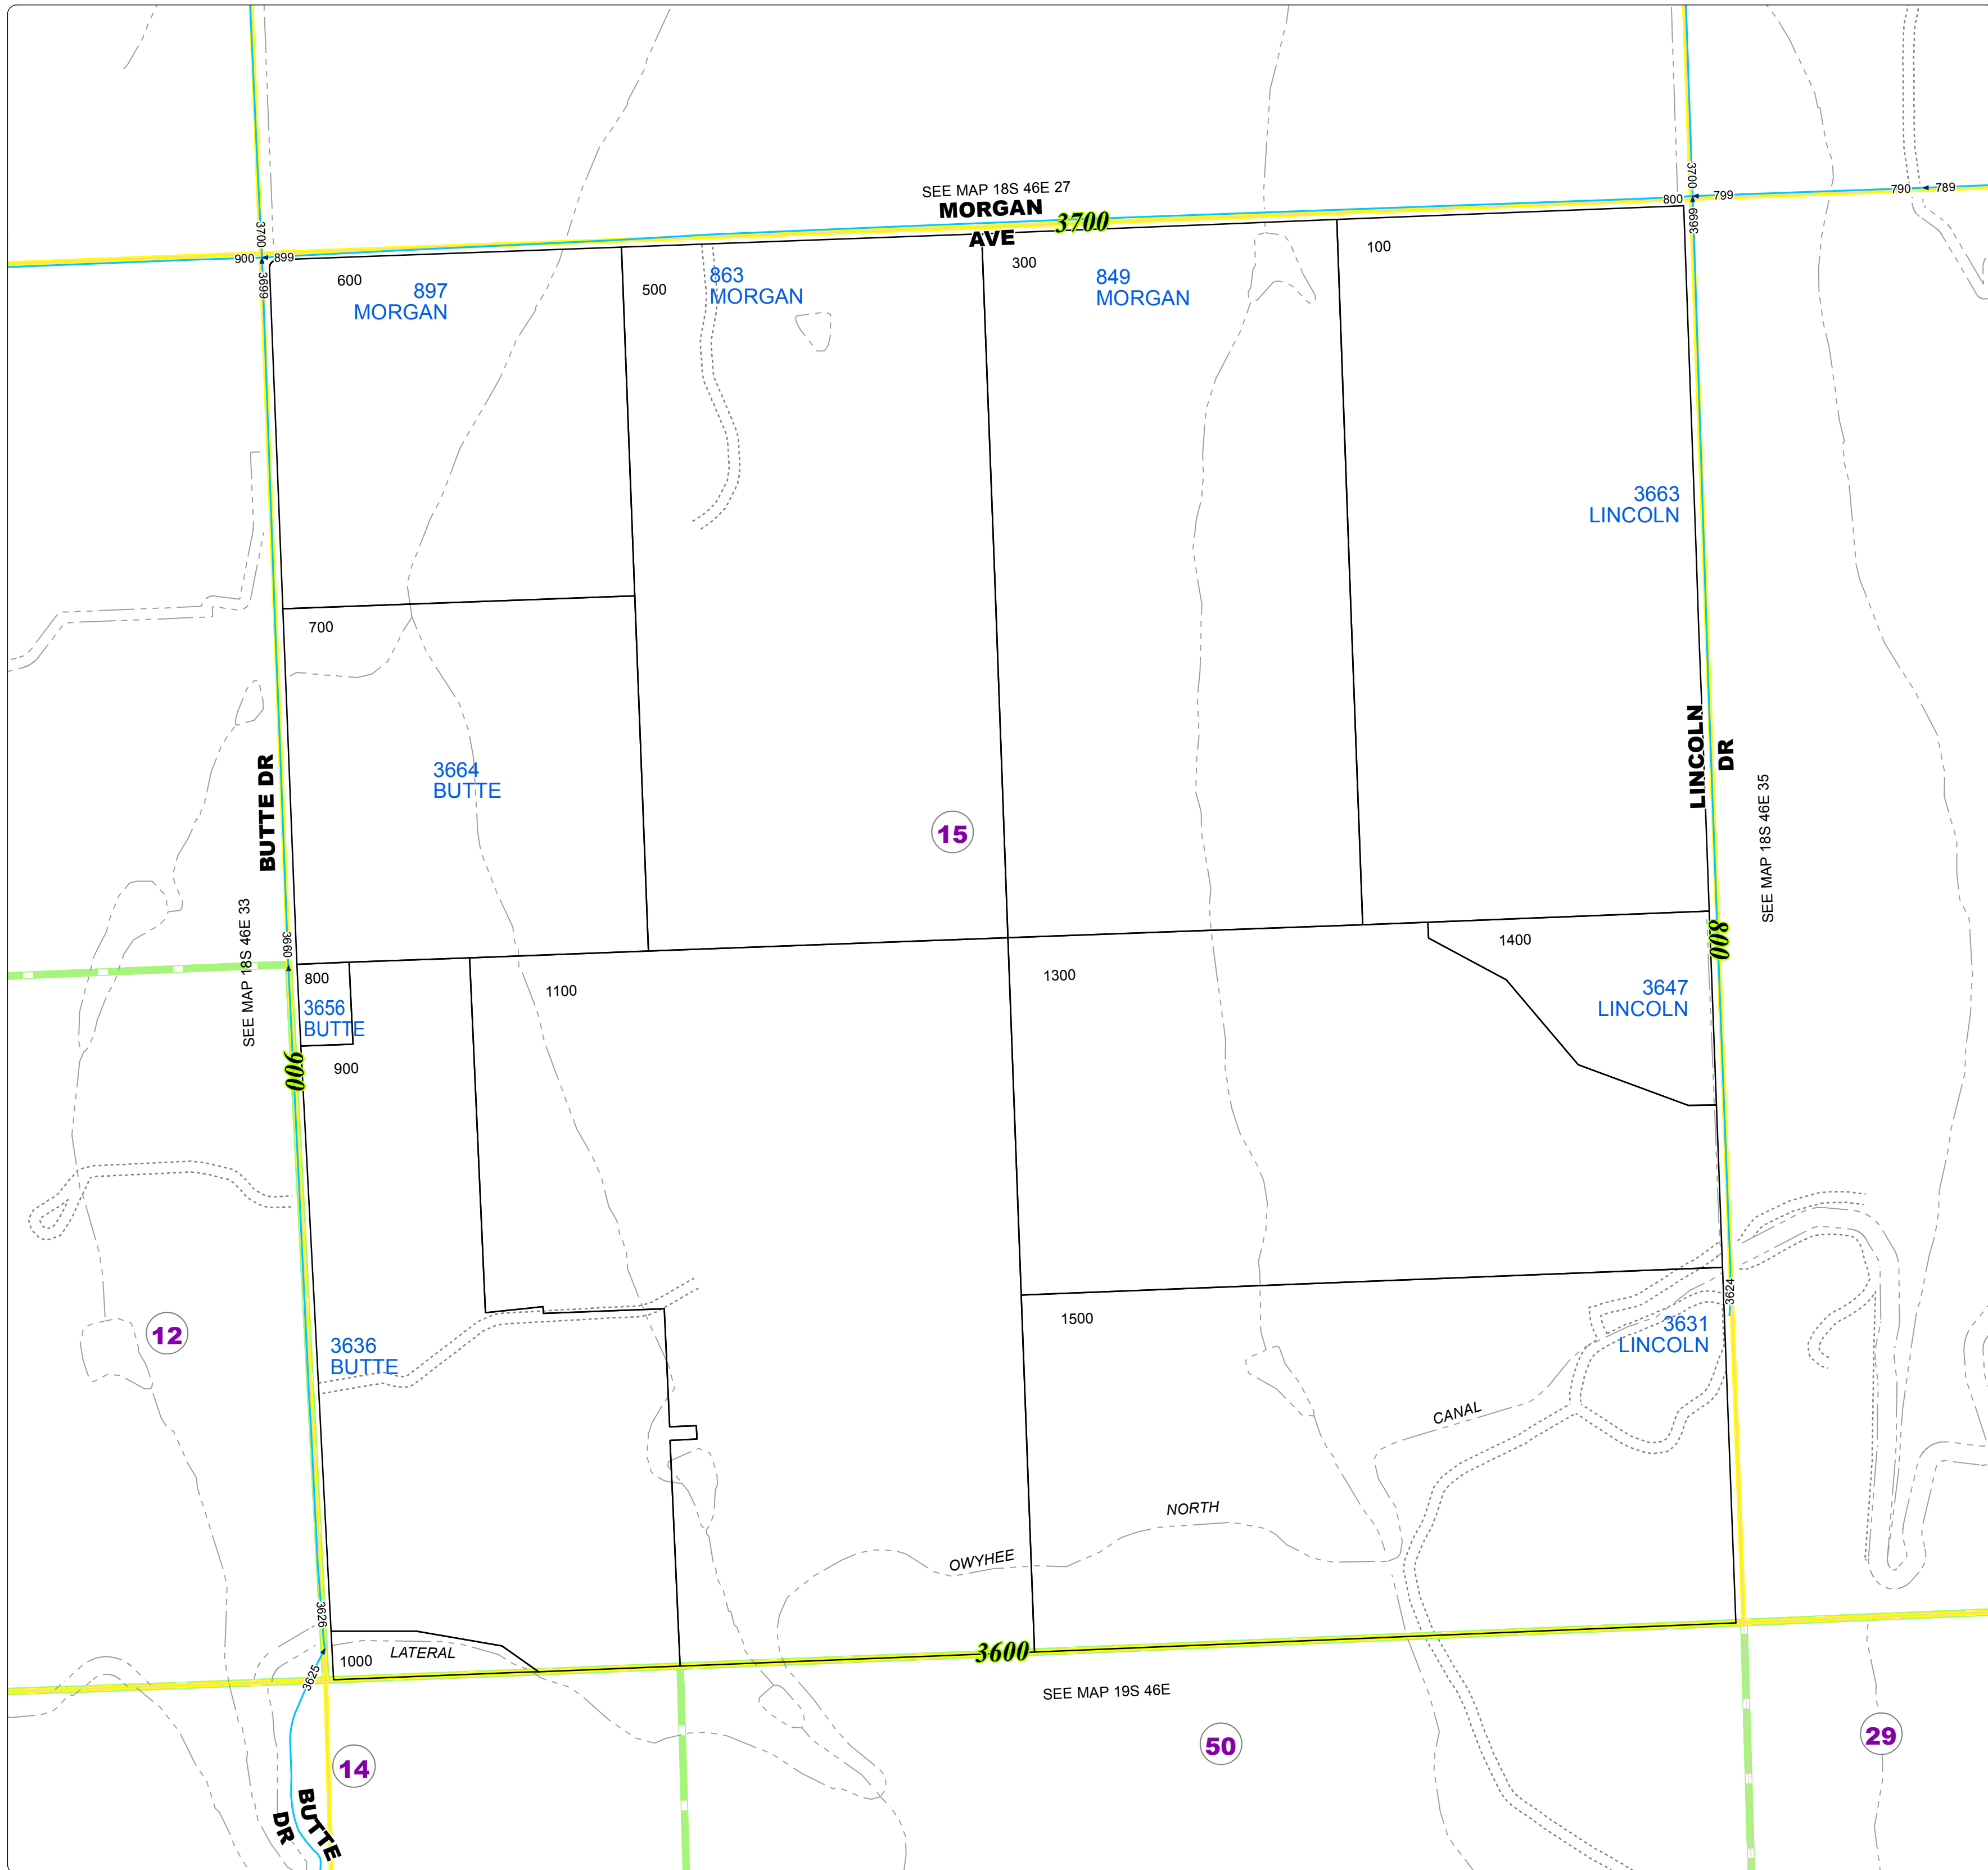 SEE MAP 18S 46E 27
MORGAN
AVE
3700
3700
900
899
3699
3700
800
799
790
789
3699
600
897
MORGAN
500
863
MORGAN
300
849
MORGAN
100
3663
LINCOLN
700
3664
BUTTE
BUTTE DR
15
LINCOLN
DR
SEE MAP 18S 46E 35
SEE MAP 18S 46E 33
3660
800
3656
BUTTE
900
900
1100
1300
1400
800
3647
LINCOLN
12
3636
BUTTE
1500
3624
3631
LINCOLN
CANAL
NORTH
OWYHEE
3626
LATERAL
1000
3625
3600
SEE MAP 19S 46E
14
50
29
BUTTE
DR